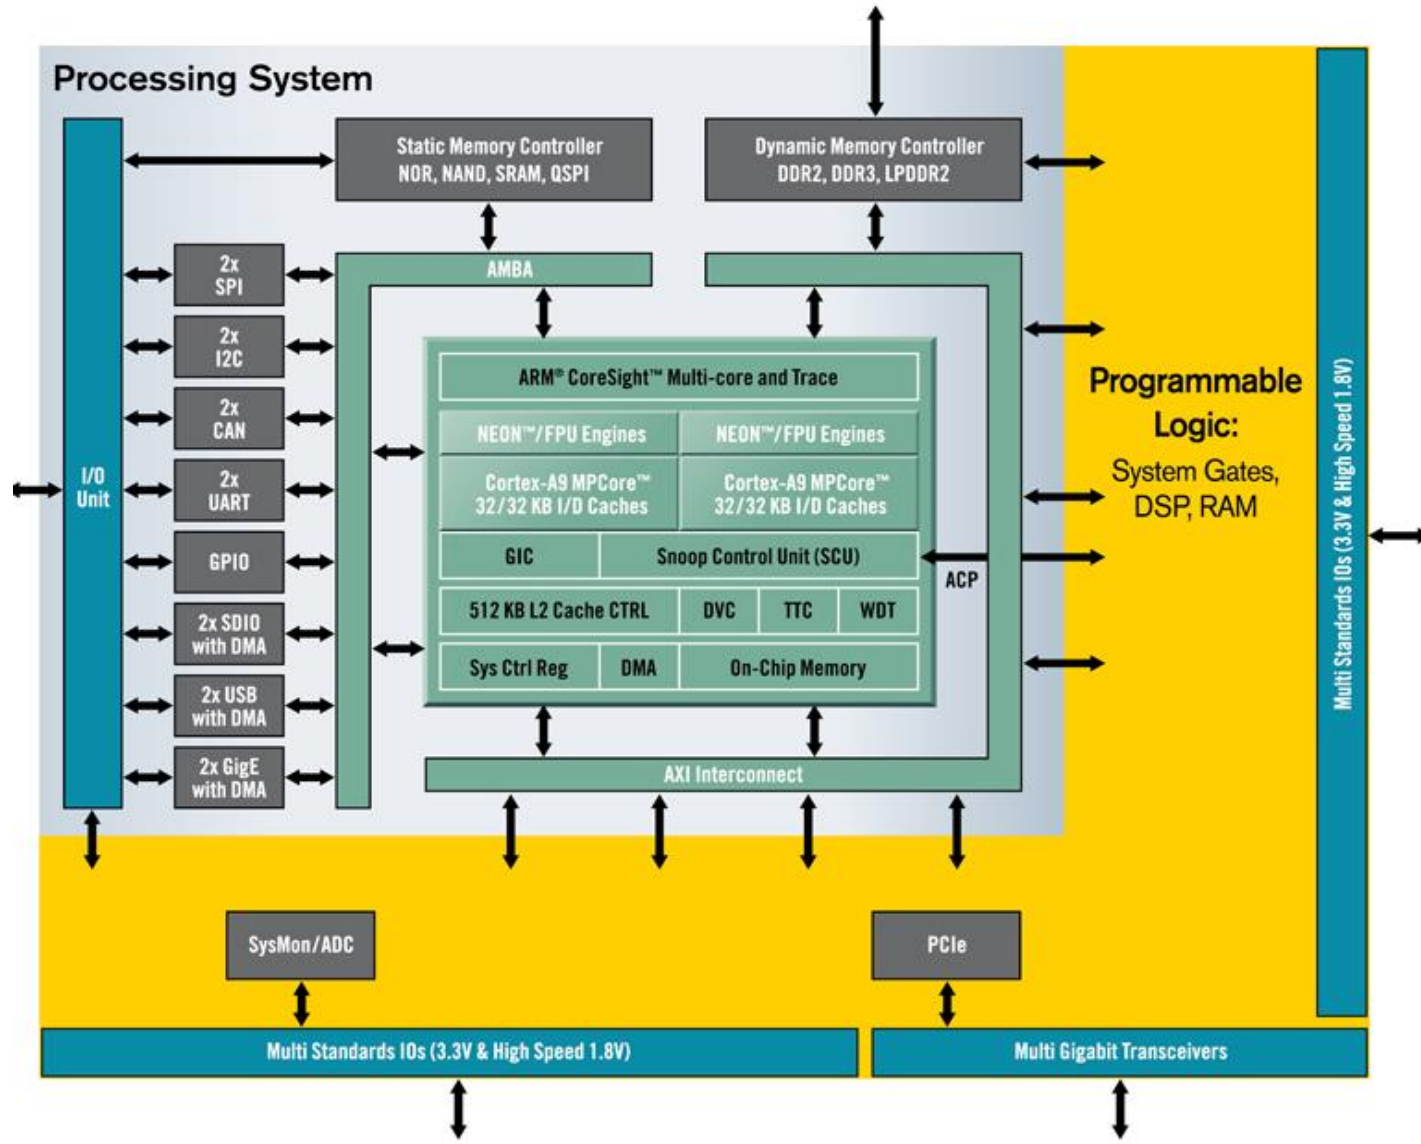 Processing System
Static Memory Controller
NOR, NAND, SRAM, QSPI
Dynamic Memory Controller
DDR2, DDR3, LPDDR2
2x
SPI
AMBA
2x
I2C
ARM® CoreSight™ Multi-core and Trace
2x
CAN
NEON™/FPU Engines
NEON™/FPU Engines
I/O
Unit
2x
UART
Cortex-A9 MPCore™
32/32 KB I/D Caches
Cortex-A9 MPCore™
32/32 KB I/D Caches
GPIO
GIC
Snoop Control Unit (SCU)
ACP
2x SDIO
with DMA
512 KB L2 Cache CTRL
DVC
TTC
WDT
Sys Ctrl Reg
DMA
On-Chip Memory
2x USB
with DMA
2x GigE
with DMA
AXI Interconnect
Programmable
Logic:
System Gates,
DSP, RAM
Multi Standards IOs (3.3V & High Speed 1.8V)
SysMon/ADC
PCIe
Multi Standards IOs (3.3V & High Speed 1.8V)
Multi Gigabit Transceivers